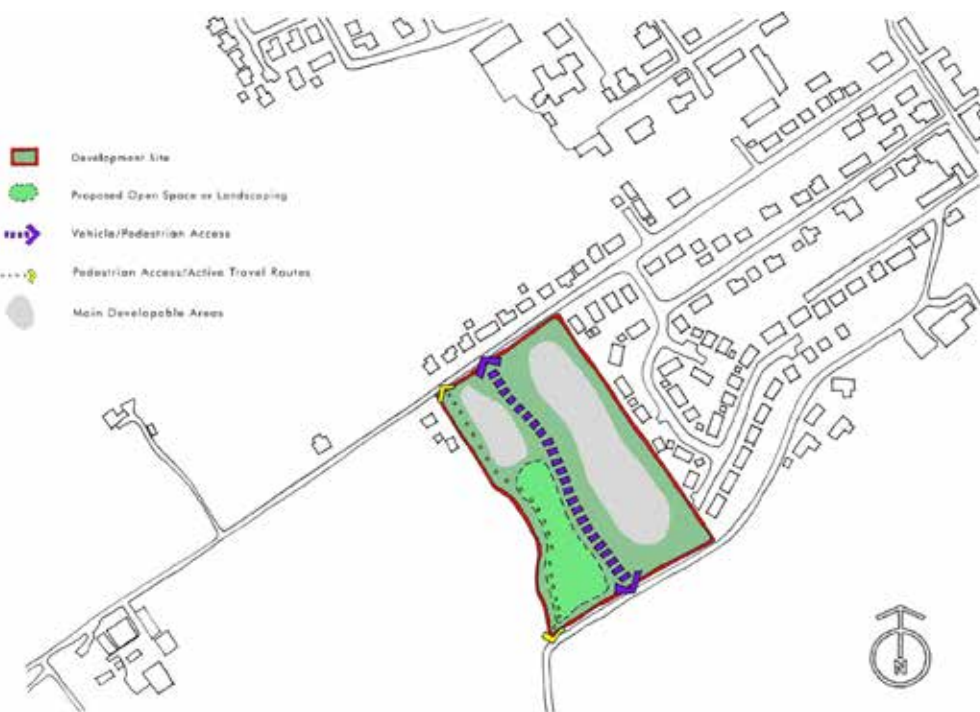 Development Site
Proposed Open Space or Landscaping
Vehicle/Pedestrian Access
Pedestrian Access/Active Travel Routes
Main Developable Areas
N